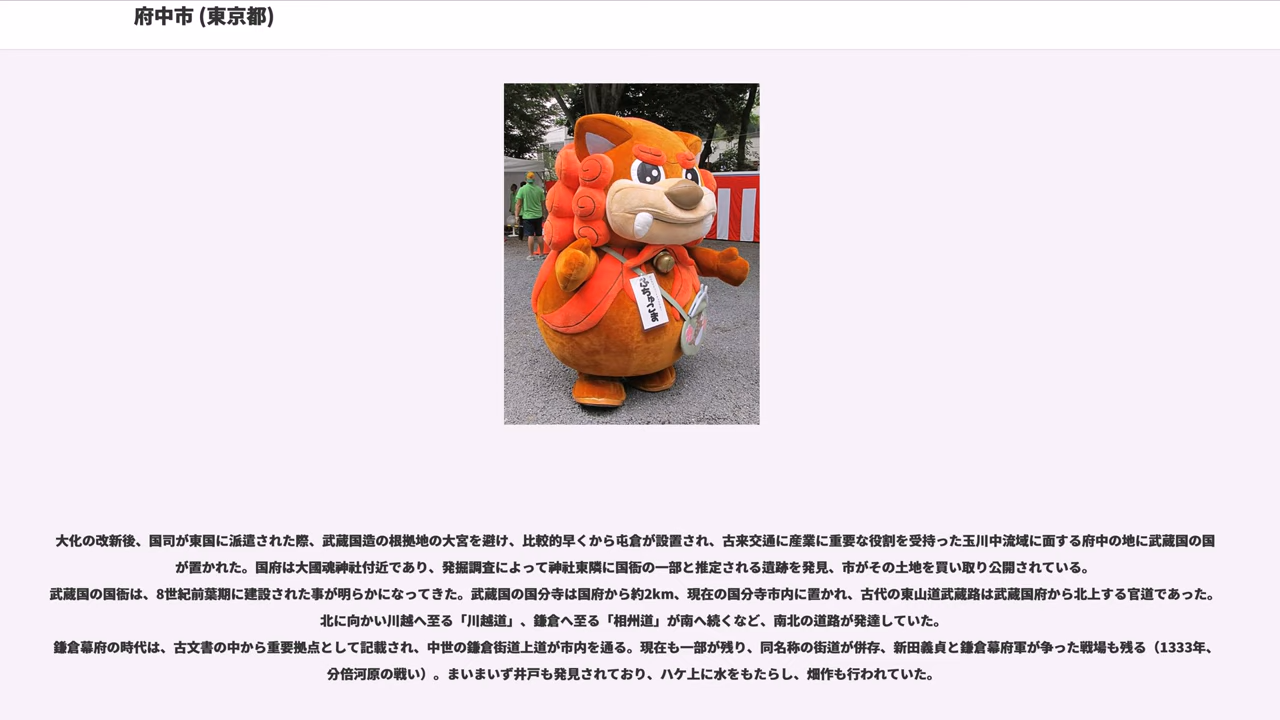 府中市 (東京都)
ふちゅこま
大化の改新後、国司が東国に派遣された際、武蔵国造の根拠地の大宮を避け、比較的早くから屯倉が設置され、古来交通に産業に重要な役割を受持った玉川中流域に面する府中の地に武蔵国の国
が置かれた。国府は大國魂神社付近であり、発掘調査によって神社東隣に国衙の一部と推定される遺跡を発見、市がその土地を買い取り公開されている。
武蔵国の国衙は、8世紀前葉期に建設された事が明らかになってきた。武蔵国の国分寺は国府から約2km、現在の国分寺市内に置かれ、古代の東山道武蔵路は武蔵国府から北上する官道であった。
北に向かい川越へ至る「川越道」、鎌倉へ至る「相州道」が南へ続くなど、南北の道路が発達していた。
鎌倉幕府の時代は、古文書の中から重要拠点として記載され、中世の鎌倉街道上道が市内を通る。現在も一部が残り、同名称の街道が併存、新田義貞と鎌倉幕府軍が争った戦場も残る（1333年、
分倍河原の戦い）。まいまいず井戸も発見されており、ハケ上に水をもたらし、畑作も行われていた。